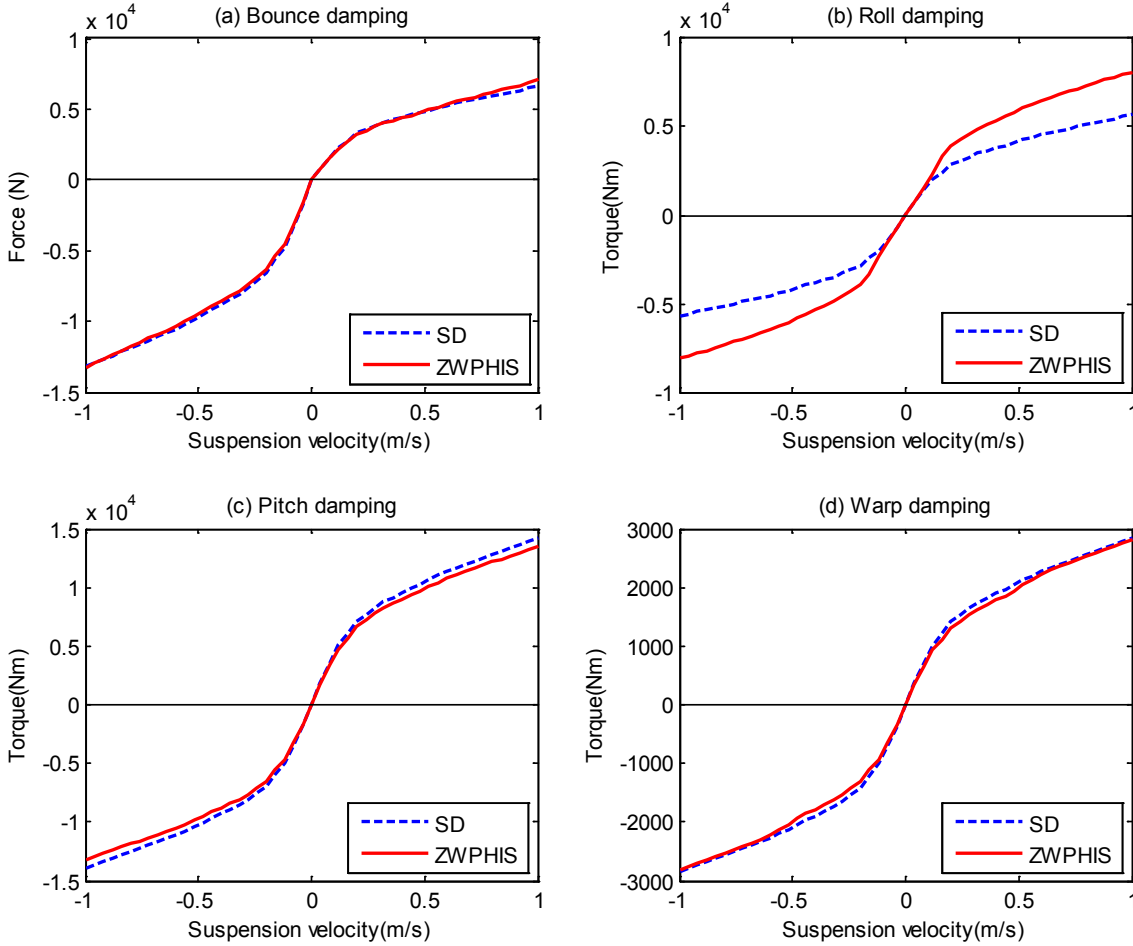 (a) Bounce damping
x 10^4
1
0.5
0
-0.5
-1
-1.5
Force (N)
-1 -0.5 0 0.5 1
Suspension velocity(m/s)
SD
ZWPHIS
(b) Roll damping
x 10^4
1
0.5
0
-0.5
-1
Torque(Nm)
-1 -0.5 0 0.5 1
Suspension velocity(m/s)
SD
ZWPHIS
(c) Pitch damping
x 10^4
1.5
1
0.5
0
-0.5
-1
-1.5
Torque(Nm)
-1 -0.5 0 0.5 1
Suspension velocity(m/s)
SD
ZWPHIS
(d) Warp damping
3000
2000
1000
0
-1000
-2000
-3000
Torque(Nm)
-1 -0.5 0 0.5 1
Suspension velocity(m/s)
SD
ZWPHIS